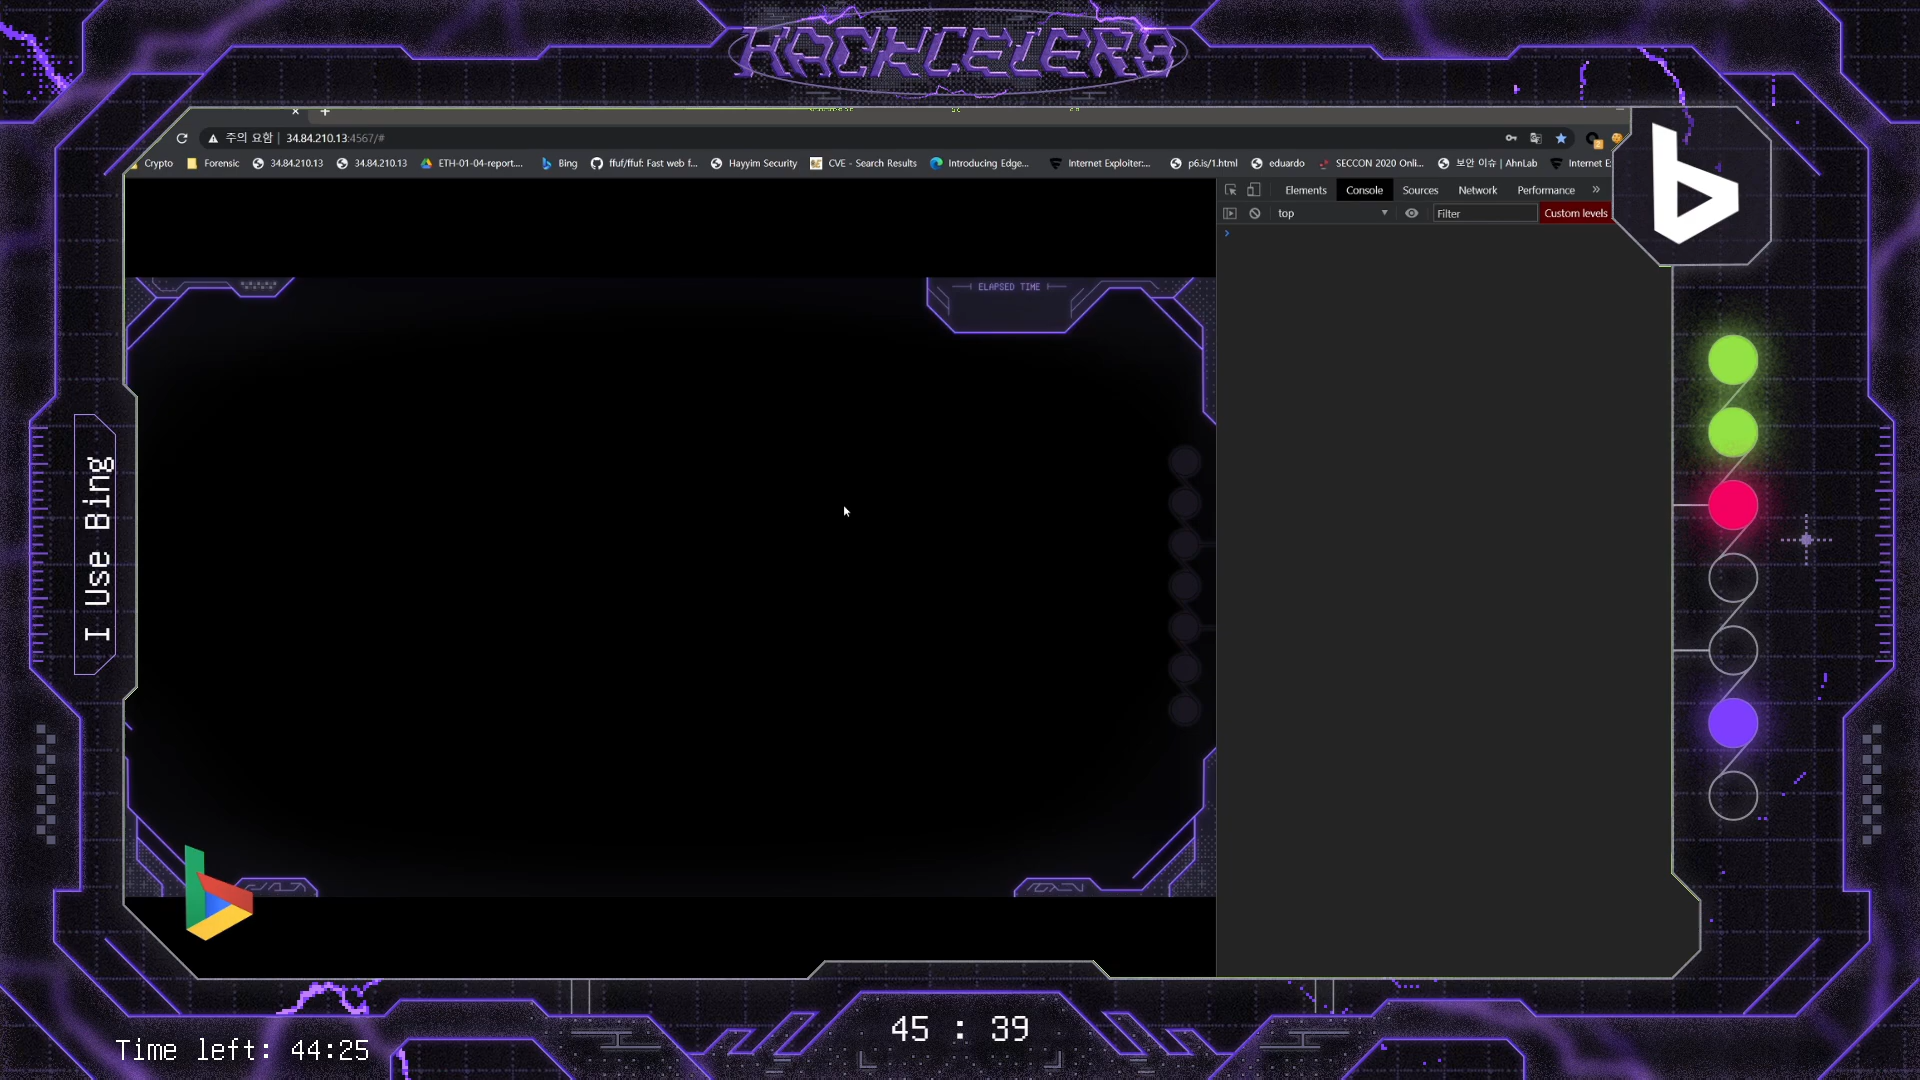 HACKCELER8
주의 요함 | 34.84.210.13:4567/#
Crypto Forensic 34.84.210.13 34.84.210.13 ETH-01-04-report.... Bing ffuf/ffuf: Fast web f... Hayyim Security CVE - Search Results Introducing Edge... Internet Exploiter:... p6.is/1.html eduardo SECCON 2020 Onli... 보안 이슈 | AhnLab Internet E
Elements Console Sources Network Performance »
top Filter Custom levels
ELAPSED TIME
I use Bing
45 : 39
Time left: 44:25